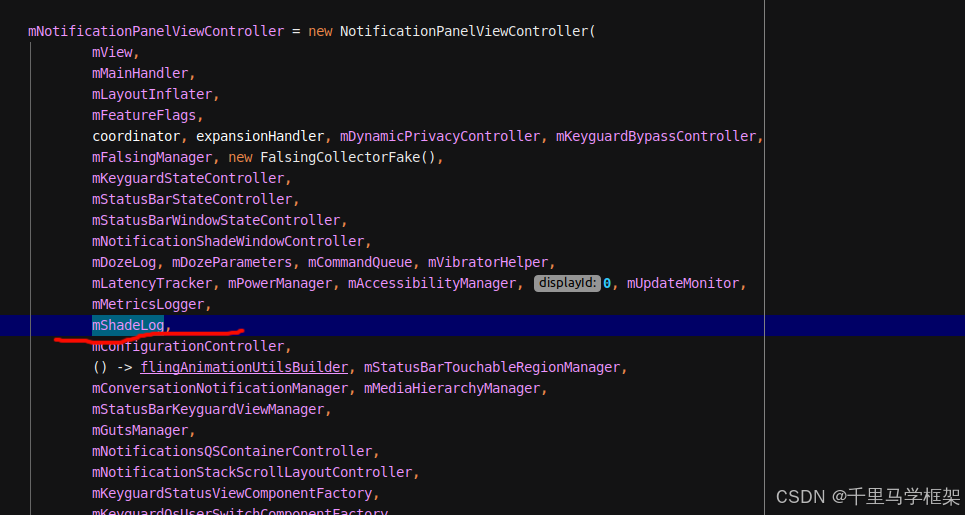 mNotificationPanelViewController = new NotificationPanelViewController(
mView,
mMainHandler,
mLayoutInflater,
mFeatureFlags,
coordinator, expansionHandler, mDynamicPrivacyController, mKeyguardBypassController,
mFalsingManager, new FalsingCollectorFake(),
mKeyguardStateController,
mStatusBarStateController,
mStatusBarWindowStateController,
mNotificationShadeWindowController,
mDozeLog, mDozeParameters, mCommandQueue, mVibratorHelper,
mLatencyTracker, mPowerManager, mAccessibilityManager, displayId: 0, mUpdateMonitor,
mMetricsLogger,
mShadeLog,
mConfigurationController,
() -> flingAnimationUtilsBuilder, mStatusBarTouchableRegionManager,
mConversationNotificationManager, mMediaHierarchyManager,
mStatusBarKeyguardViewManager,
mGutsManager,
mNotificationsQSContainerController,
mNotificationStackScrollLayoutController,
mKeyguardStatusViewComponentFactory,
mKeyguardQsUserSwitchComponentFactory
CSDN @千里马学框架